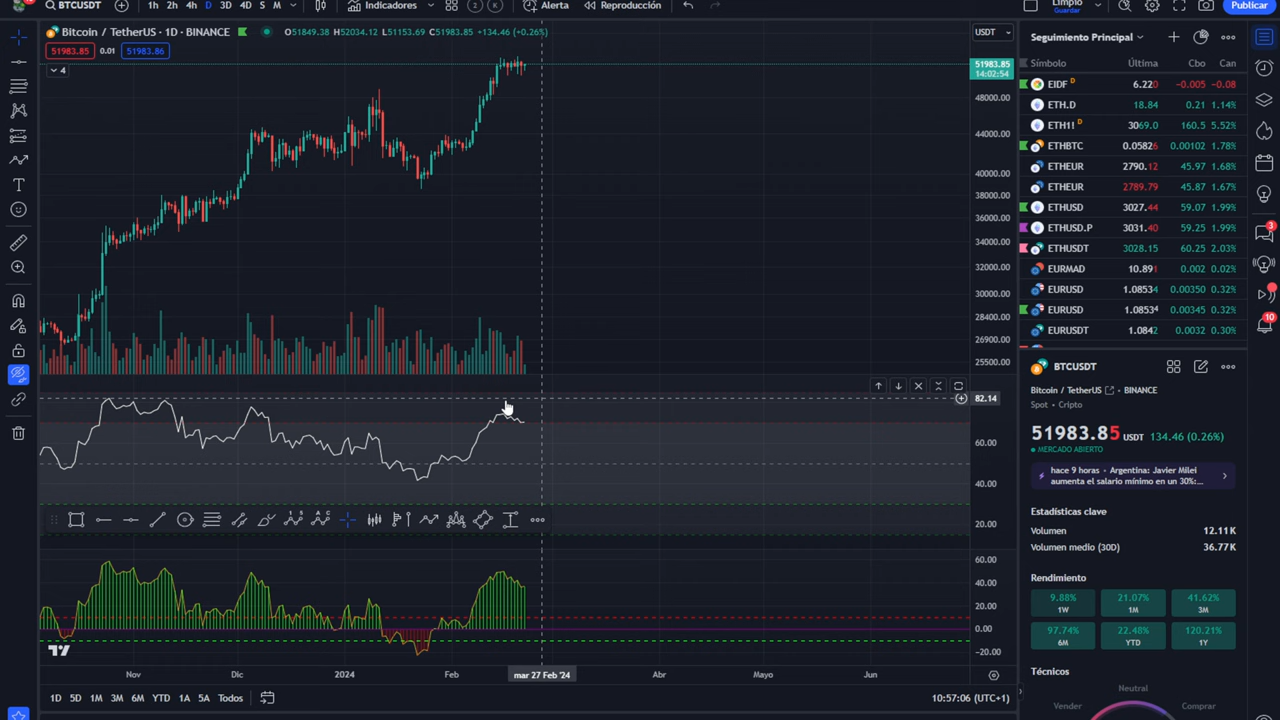 BTCUSDT
1h 2h 4h D 3D 4D S M
Indicadores
2
K
Alerta
Reproducción
Limpio
Guardar
Publicar
Bitcoin / TetherUS · 1D · BINANCE
O51849.38 H52034.12 L51153.69 C51983.85 +134.46 (+0.26%)
51983.85 0.01 51983.86
4
USDT
51983.85
14:02:54
48000.00
44000.00
40000.00
38000.00
36000.00
34000.00
32000.00
30000.00
28400.00
26900.00
25500.00
82.14
60.00
40.00
20.00
60.00
40.00
20.00
0.00
−20.00
Nov Dic 2024 Feb mar 27 Feb '24 Abr Mayo Jun
1D 5D 1M 3M 6M YTD 1A 5A Todos
10:57:06 (UTC+1)
Seguimiento Principal
Símbolo Última Cbo Can
EIDF D 6.220 −0.005 −0.08
ETH.D 18.84 0.21 1.14%
ETH1! D 3069.0 160.5 5.52%
ETHBTC 0.05826 0.00102 1.78%
ETHEUR 2790.12 45.97 1.68%
ETHEUR 2789.79 45.87 1.67%
ETHUSD 3027.44 59.07 1.99%
ETHUSD.P 3031.40 59.25 1.99%
ETHUSDT 3028.15 60.25 2.03%
EURMAD 10.891 0.002 0.02%
EURUSD 1.08534 0.00350 0.32%
EURUSD 1.08534 0.00345 0.32%
EURUSDT 1.0842 0.0032 0.30%
BTCUSDT
Bitcoin / TetherUS · BINANCE
Spot · Cripto
51983.85 USDT 134.46 (0.26%)
MERCADO ABIERTO
hace 9 horas · Argentina: Javier Milei
aumenta el salario mínimo en un 30%:...
Estadísticas clave
Volumen 12.11K
Volumen medio (30D) 36.77K
Rendimiento
9.88% 21.07% 41.62%
1W 1M 3M
97.74% 22.48% 120.21%
6M YTD 1Y
Técnicos
Neutral
Vender Comprar
3
10